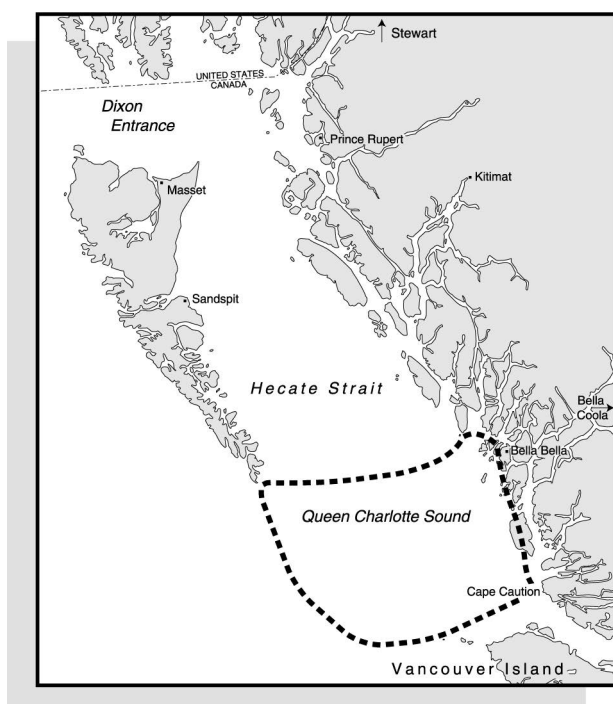 Stewart
UNITED STATES
CANADA
Dixon
Entrance
Prince Rupert
Kitimat
Masset
Sandspit
Hecate Strait
Bella
Coola
Bella Bella
Queen Charlotte Sound
Cape Caution
Vancouver Island